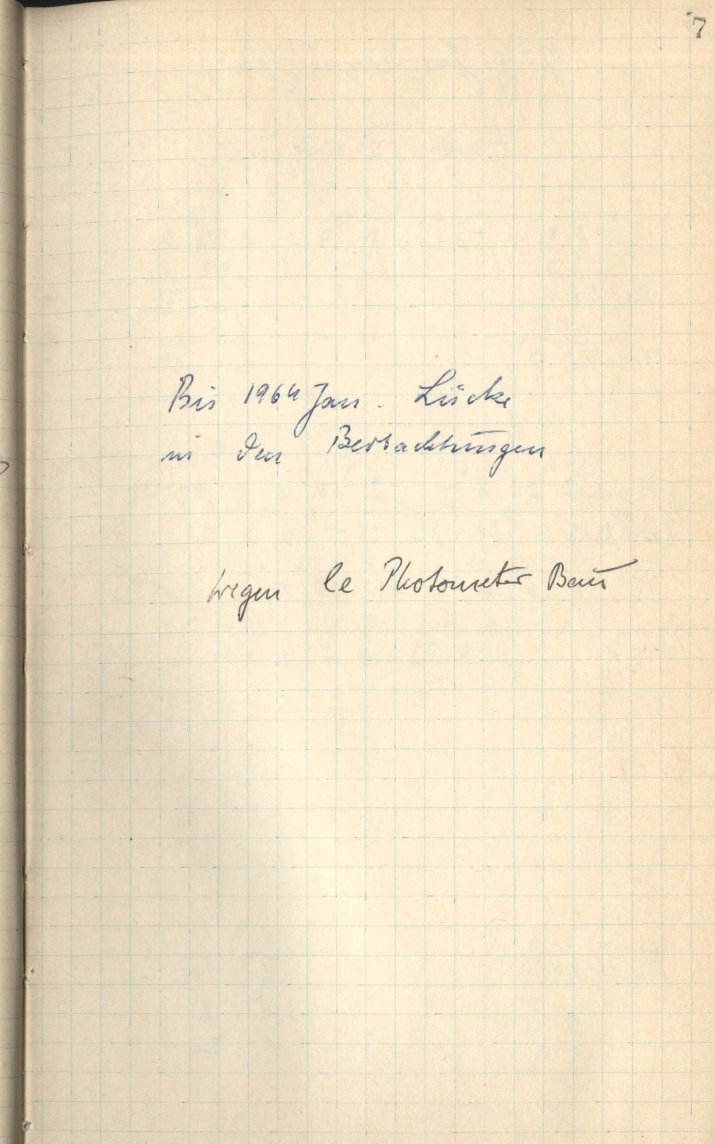 7
Bis 1964 Jan. Lücke
in den Beobachtungen
wegen le Photometer Bau